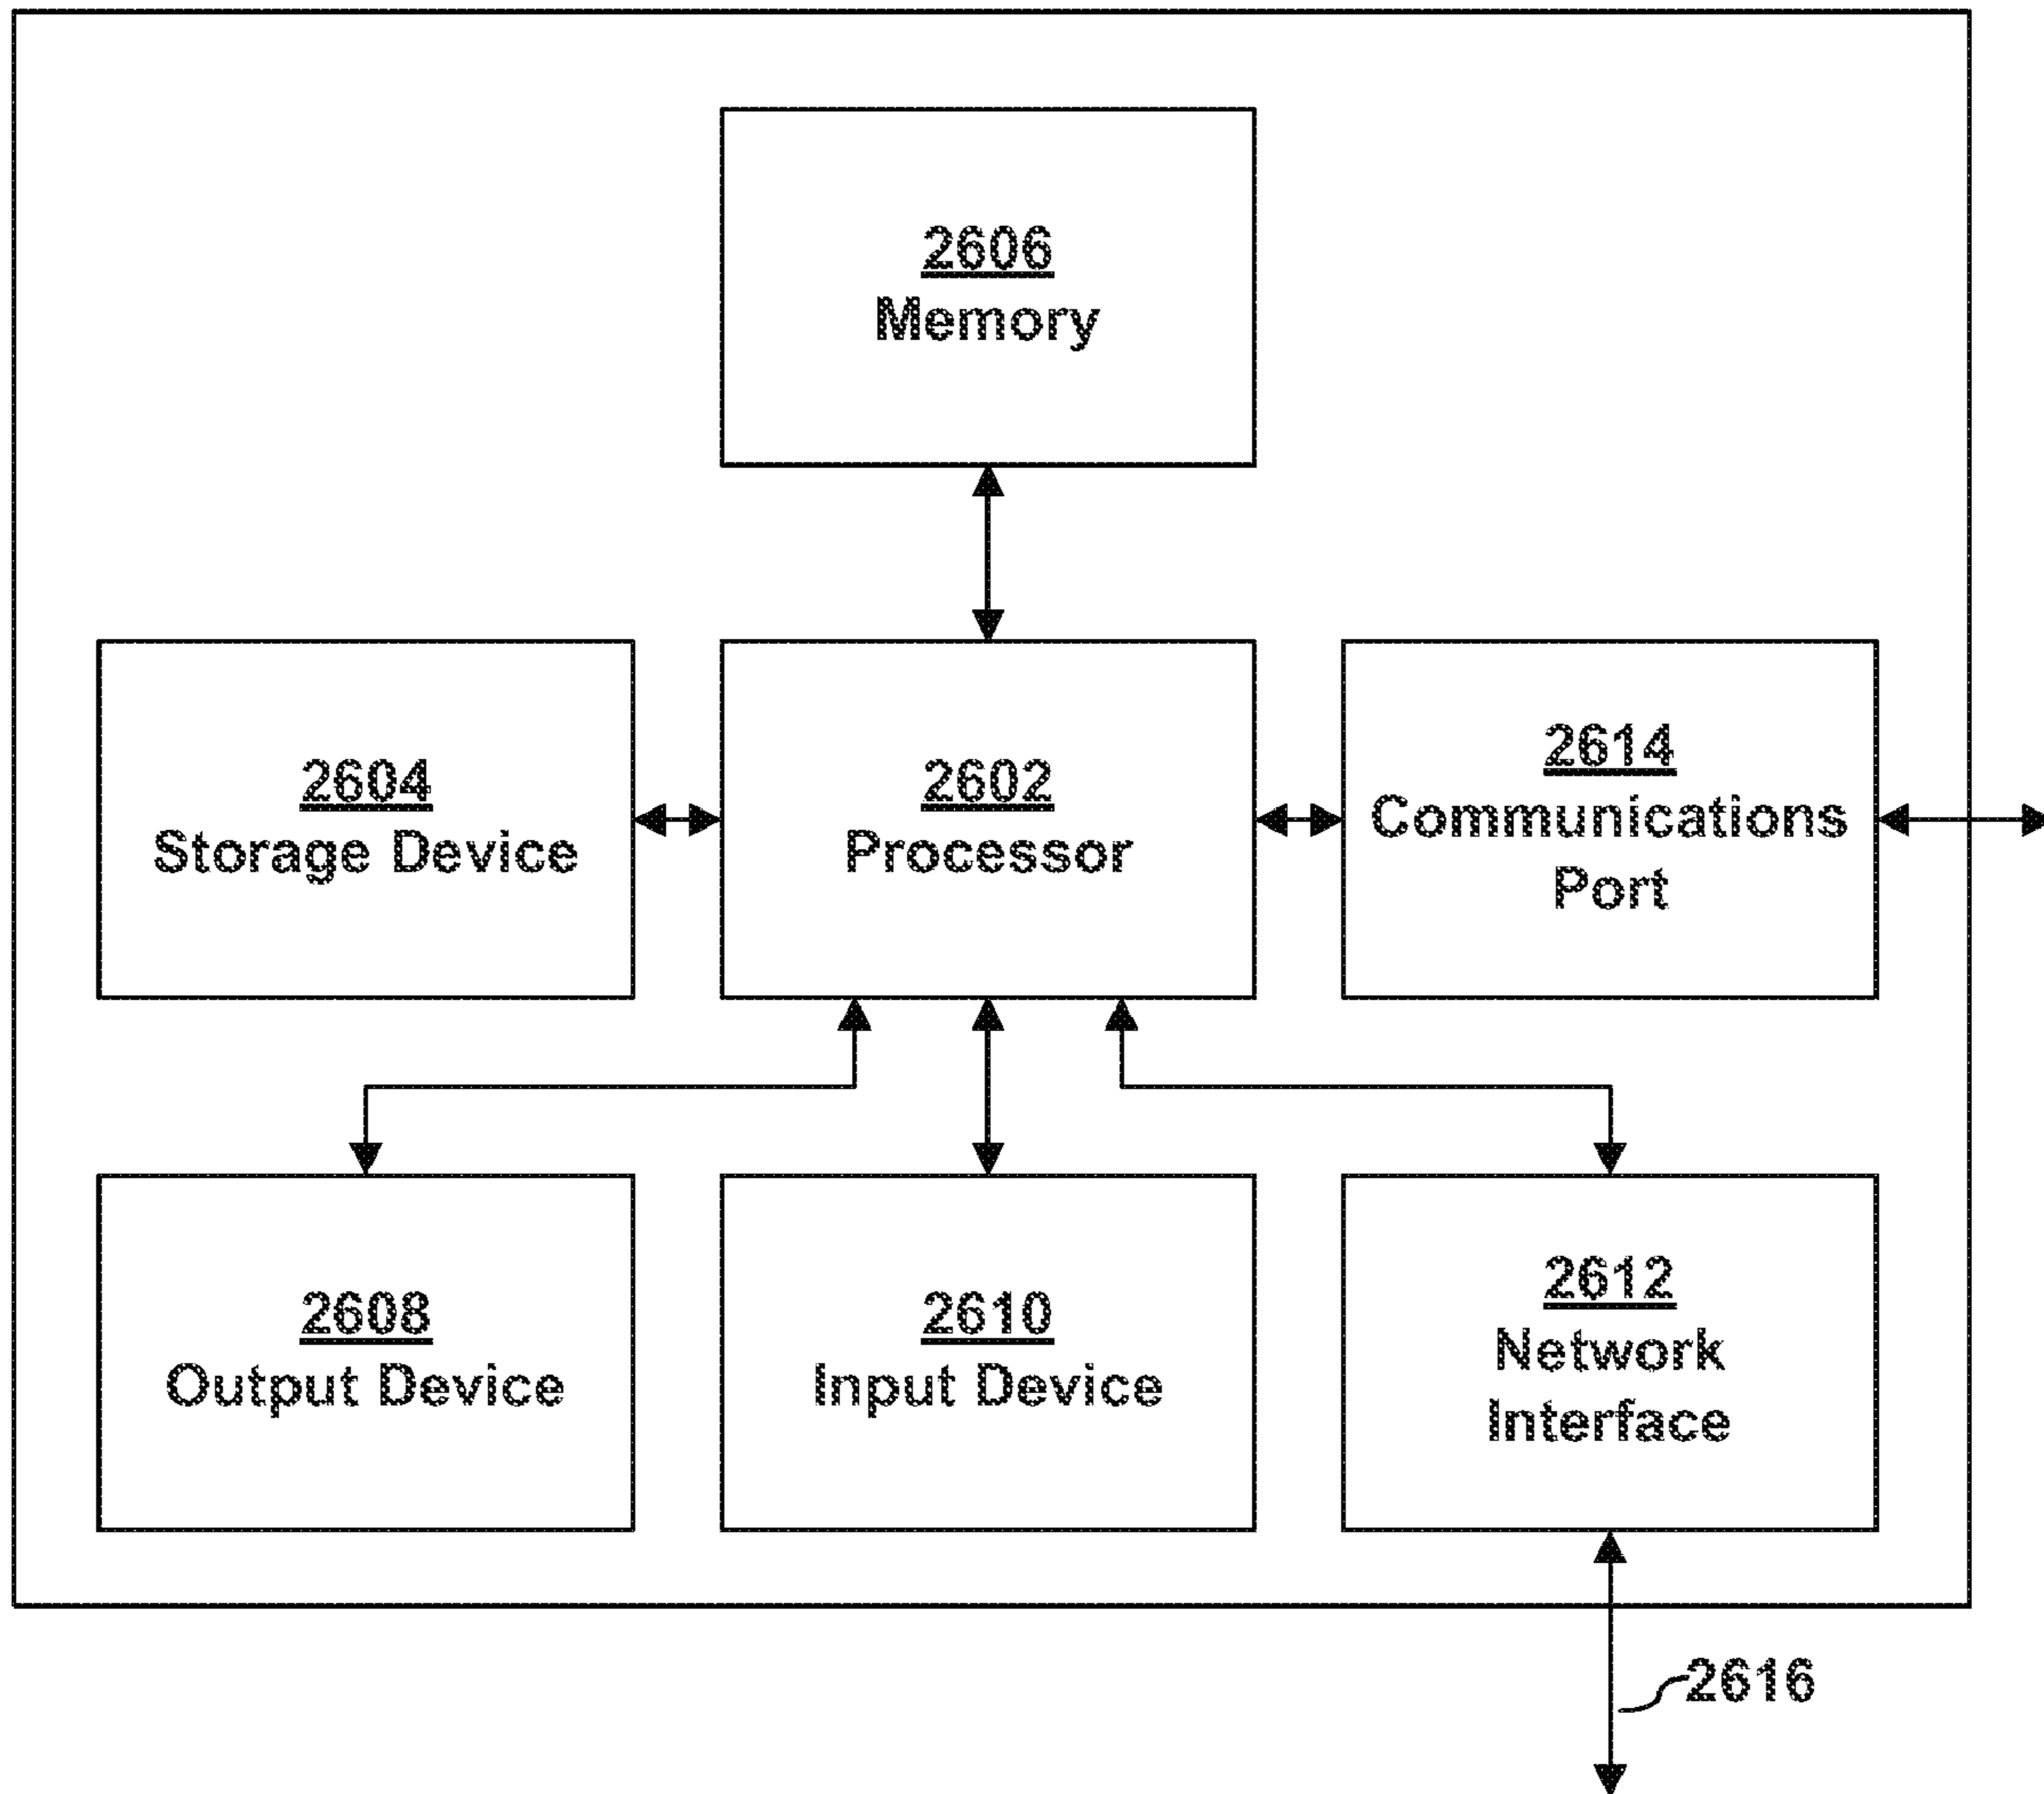 2606
Memory
2604
Storage Device
2602
Processor
2614
Communications
Port
2608
Output Device
2610
Input Device
2612
Network
Interface
2616